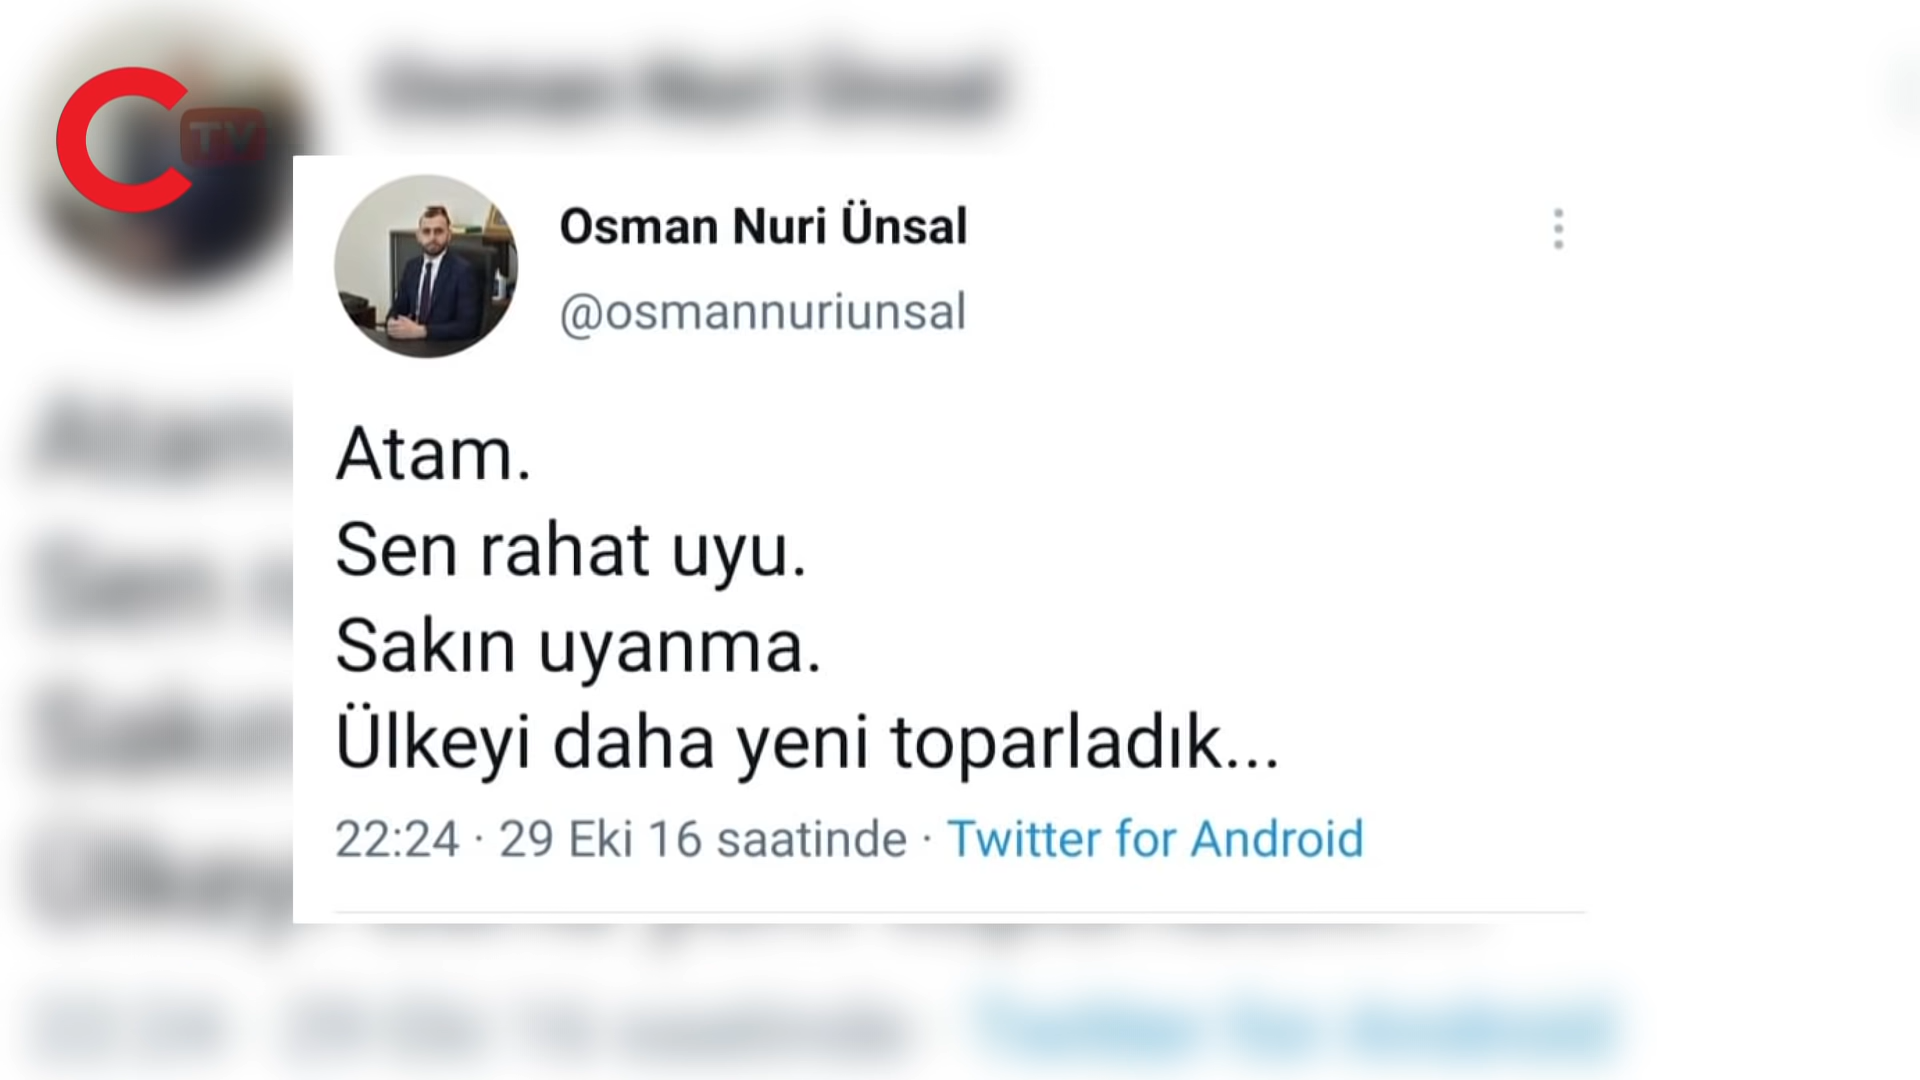 C TV
Osman Nuri Ünsal
@osmannuriunsal
Atam.
Sen rahat uyu.
Sakın uyanma.
Ülkeyi daha yeni toparladık...
22:24 · 29 Eki 16 saatinde · Twitter for Android